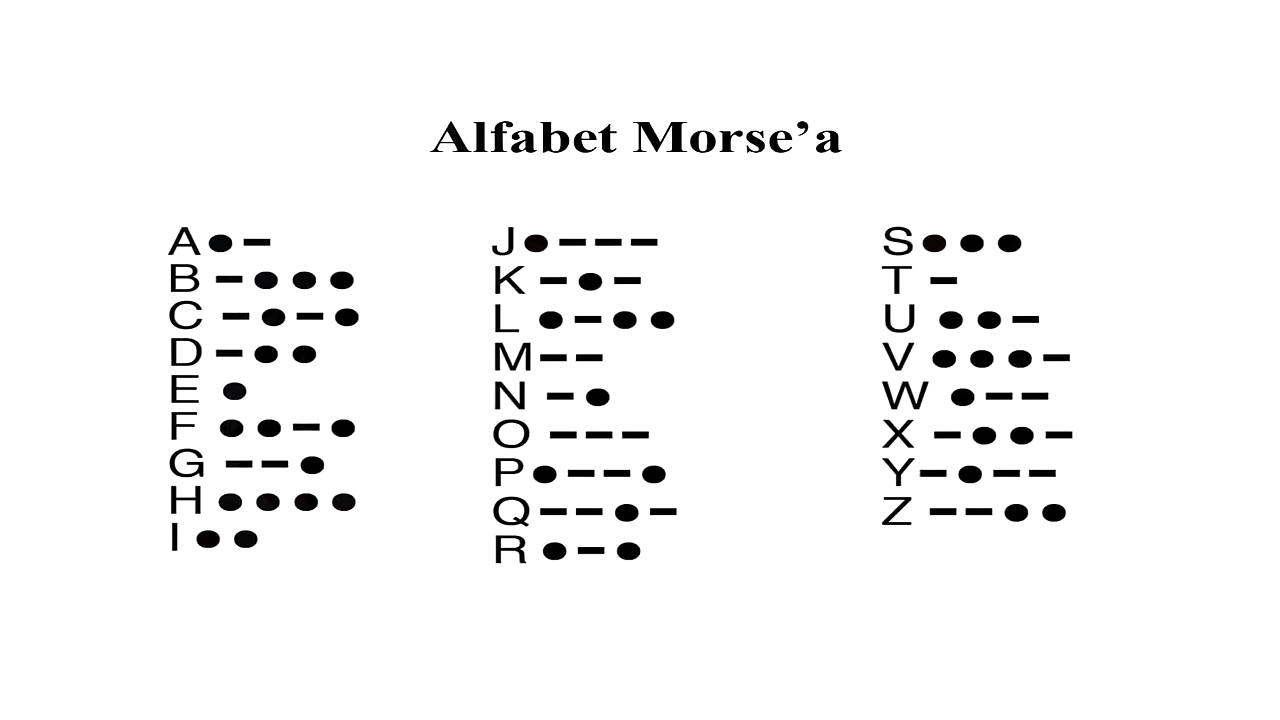 Alfabet Morse’a
A ● –
B – ● ● ●
C – ● – ●
D – ● ●
E ●
F ● ● – ●
G – – ●
H ● ● ● ●
I ● ●
J ● – – –
K – ● –
L ● – ● ●
M – –
N – ●
O – – –
P ● – – ●
Q – – ● –
R ● – ●
S ● ● ●
T –
U ● ● –
V ● ● ● –
W ● – –
X – ● ● –
Y – ● – –
Z – – ● ●